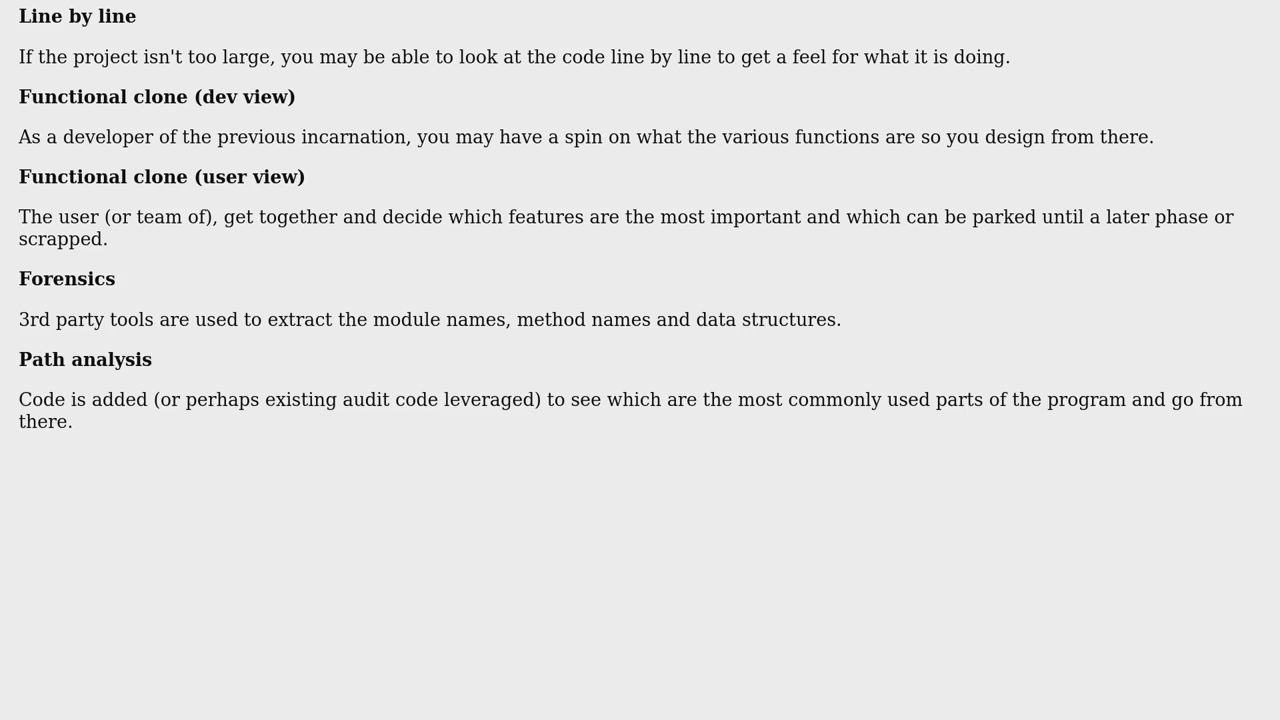 Line by line
If the project isn't too large, you may be able to look at the code line by line to get a feel for what it is doing.
Functional clone (dev view)
As a developer of the previous incarnation, you may have a spin on what the various functions are so you design from there.
Functional clone (user view)
The user (or team of), get together and decide which features are the most important and which can be parked until a later phase or
scrapped.
Forensics
3rd party tools are used to extract the module names, method names and data structures.
Path analysis
Code is added (or perhaps existing audit code leveraged) to see which are the most commonly used parts of the program and go from
there.